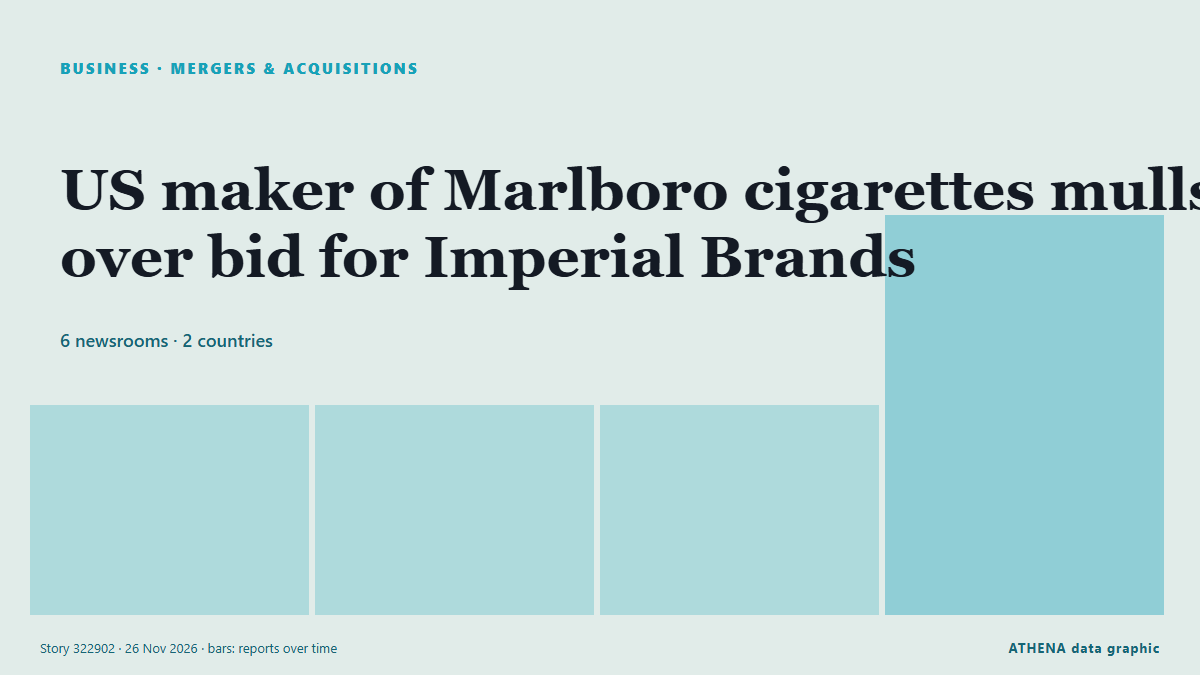 BUSINESS · MERGERS & ACQUISITIONS
US maker of Marlboro cigarettes mulls
over bid for Imperial Brands
6 newsrooms · 2 countries
Story 322902 · 26 Nov 2026 · bars: reports over time
ATHENA data graphic